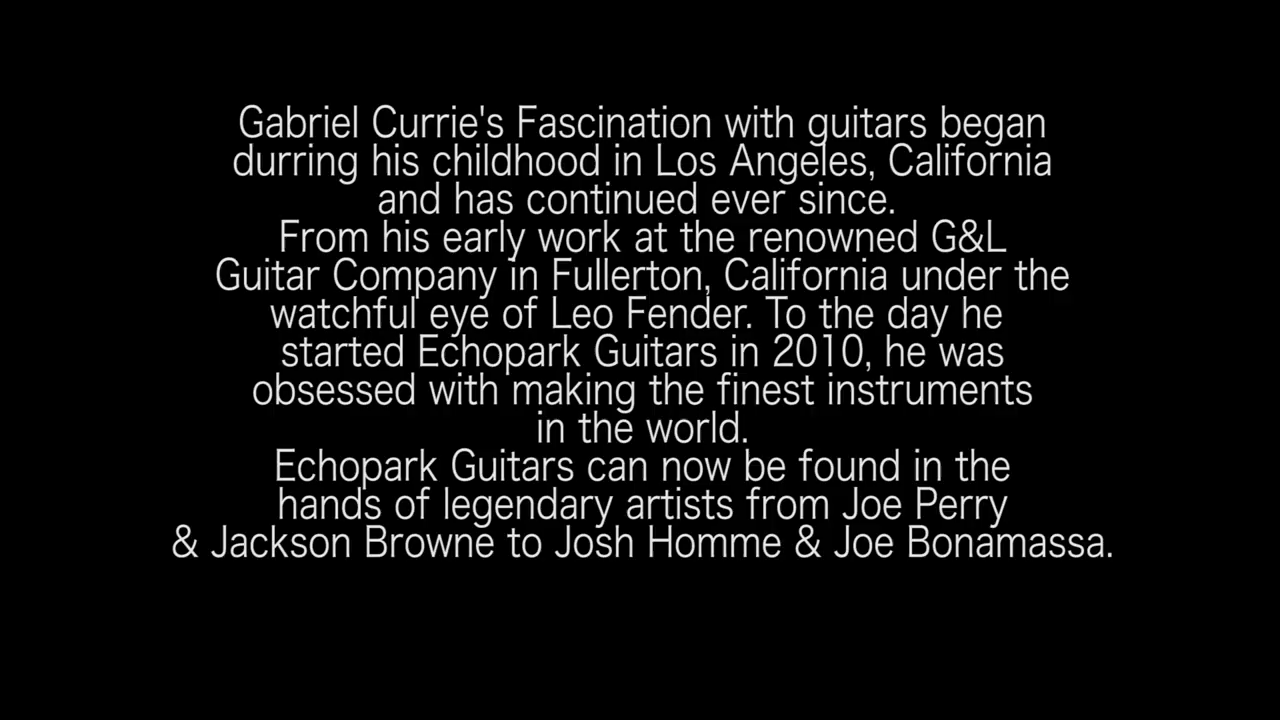 Gabriel Currie's Fascination with guitars began
durring his childhood in Los Angeles, California
and has continued ever since.
From his early work at the renowned G&L
Guitar Company in Fullerton, California under the
watchful eye of Leo Fender. To the day he
started Echopark Guitars in 2010, he was
obsessed with making the finest instruments
in the world.
Echopark Guitars can now be found in the
hands of legendary artists from Joe Perry
& Jackson Browne to Josh Homme & Joe Bonamassa.